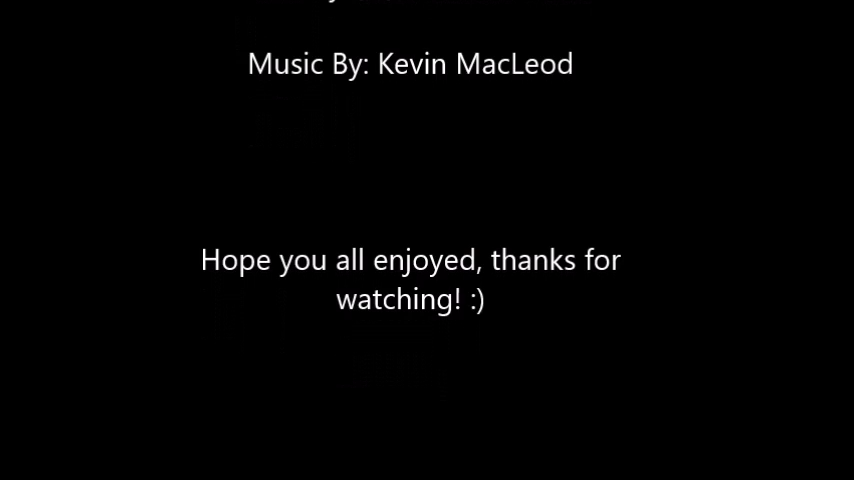 Music By: Kevin MacLeod
Hope you all enjoyed, thanks for
watching! :)